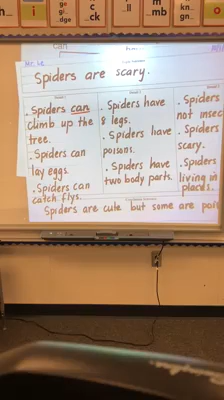 h
i
ge
gi
dge
c
ck
ll
m
mb
kn
gn
o
can
Spiders are scary.
. Spiders can
climb up the
tree.
. Spiders can
lay eggs.
. Spiders can
catch flys.
. Spiders have
8 legs.
. Spiders have
poisons.
. Spiders have
two body parts.
. Spiders
not insec
. Spiders
scary.
. Spiders
living in
places.
Spiders are cute but some are pois